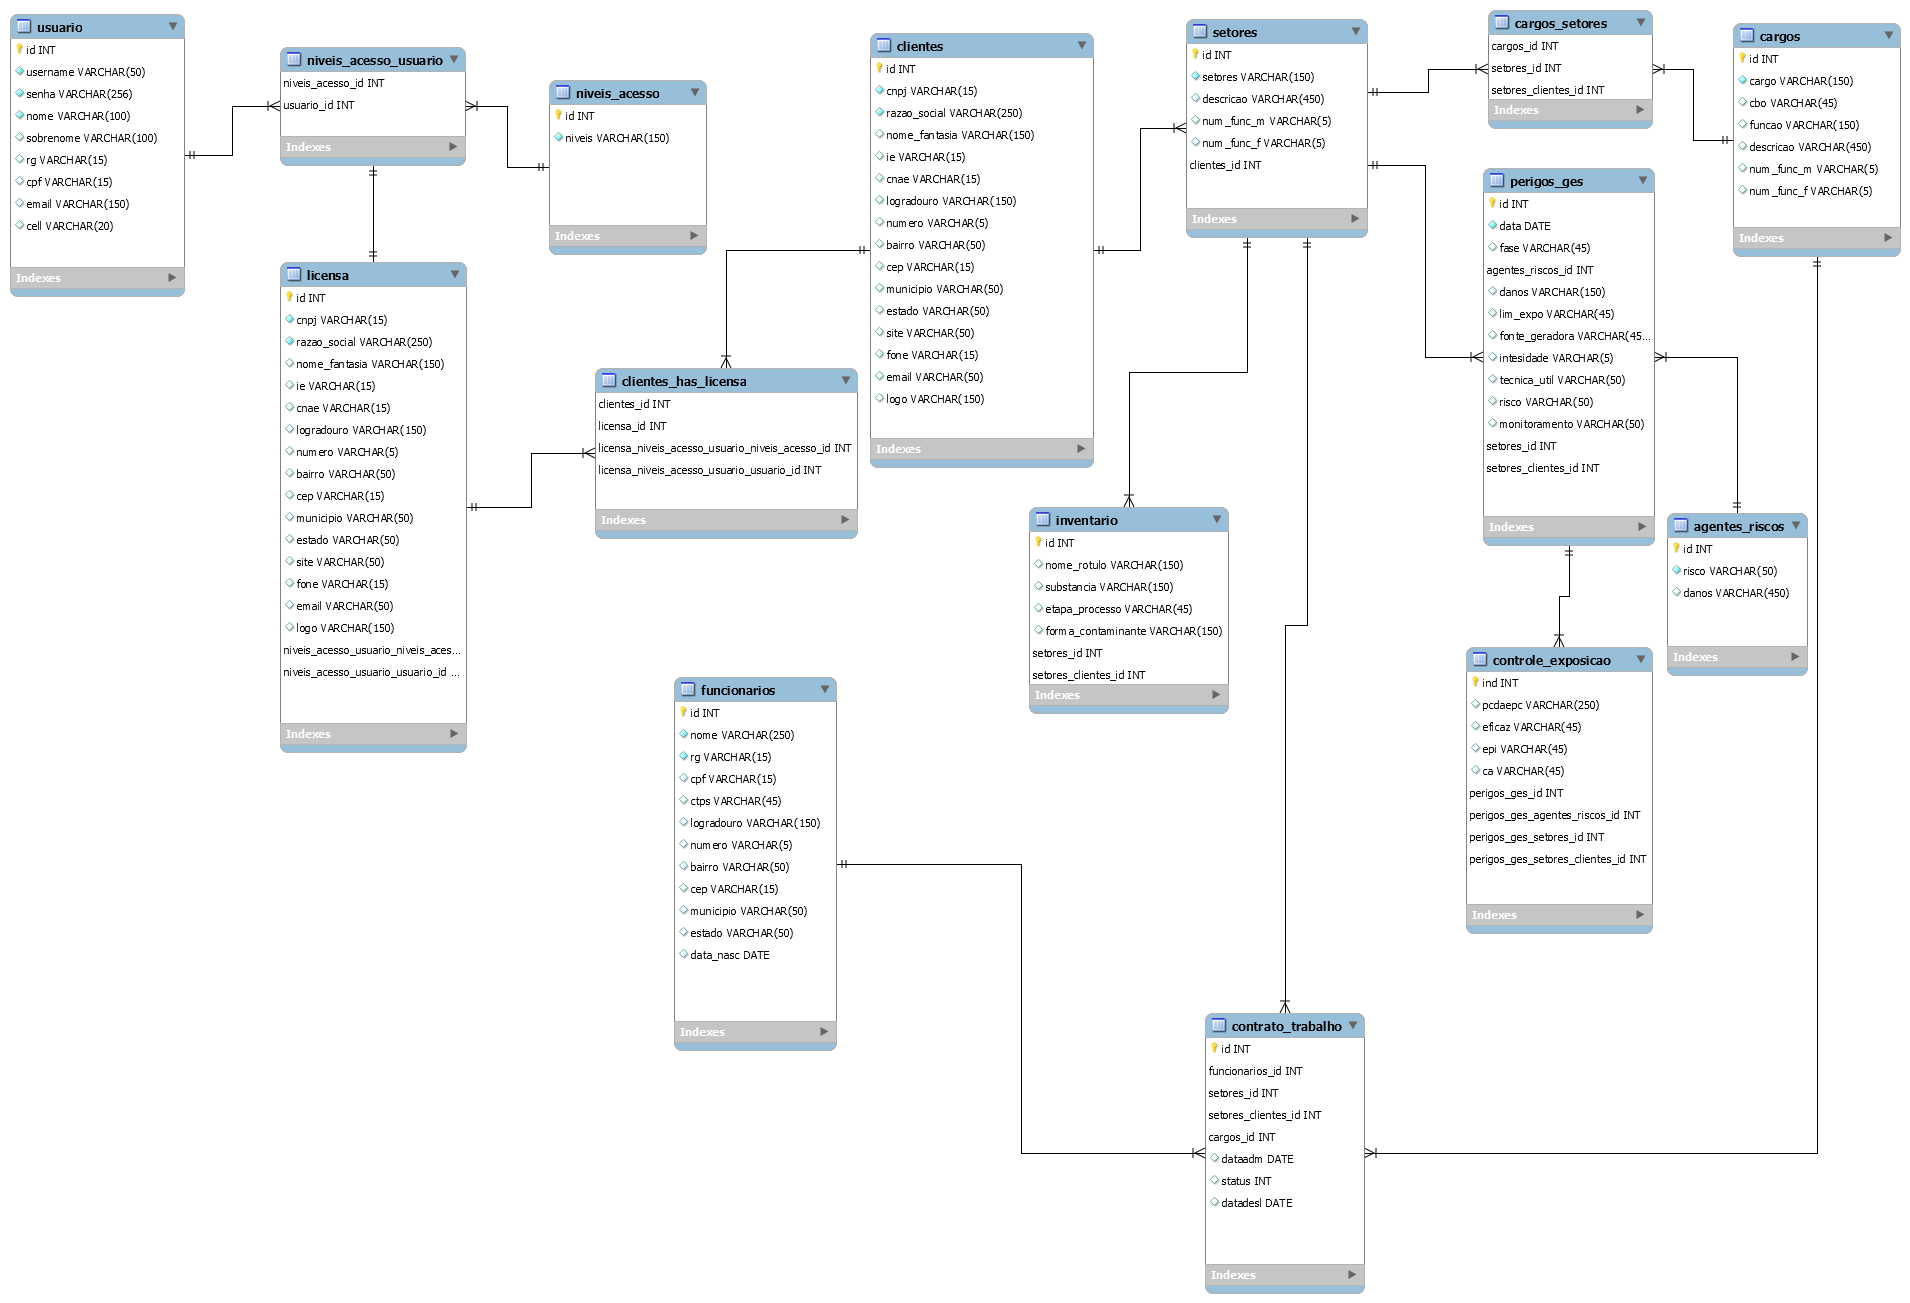 usuario
id INT
username VARCHAR(50)
senha VARCHAR(256)
nome VARCHAR(100)
sobrenome VARCHAR(100)
rg VARCHAR(15)
cpf VARCHAR(15)
email VARCHAR(150)
cell VARCHAR(20)
Indexes
niveis_acesso_usuario
niveis_acesso_id INT
usuario_id INT
Indexes
niveis_acesso
id INT
niveis VARCHAR(150)
Indexes
licensa
id INT
cnpj VARCHAR(15)
razao_social VARCHAR(250)
nome_fantasia VARCHAR(150)
ie VARCHAR(15)
cnae VARCHAR(15)
logradouro VARCHAR(150)
numero VARCHAR(5)
bairro VARCHAR(50)
cep VARCHAR(15)
municipio VARCHAR(50)
estado VARCHAR(50)
site VARCHAR(50)
fone VARCHAR(15)
email VARCHAR(50)
logo VARCHAR(150)
niveis_acesso_usuario_niveis_aces...
niveis_acesso_usuario_usuario_id ...
Indexes
clientes_has_licensa
clientes_id INT
licensa_id INT
licensa_niveis_acesso_usuario_niveis_acesso_id INT
licensa_niveis_acesso_usuario_usuario_id INT
Indexes
clientes
id INT
cnpj VARCHAR(15)
razao_social VARCHAR(250)
nome_fantasia VARCHAR(150)
ie VARCHAR(15)
cnae VARCHAR(15)
logradouro VARCHAR(150)
numero VARCHAR(5)
bairro VARCHAR(50)
cep VARCHAR(15)
municipio VARCHAR(50)
estado VARCHAR(50)
site VARCHAR(50)
fone VARCHAR(15)
email VARCHAR(50)
logo VARCHAR(150)
Indexes
setores
id INT
setores VARCHAR(150)
descricao VARCHAR(450)
num_func_m VARCHAR(5)
num_func_f VARCHAR(5)
clientes_id INT
Indexes
cargos_setores
cargos_id INT
setores_id INT
setores_clientes_id INT
Indexes
cargos
id INT
cargo VARCHAR(150)
cbo VARCHAR(45)
funcao VARCHAR(150)
descricao VARCHAR(450)
num_func_m VARCHAR(5)
num_func_f VARCHAR(5)
Indexes
perigos_ges
id INT
data DATE
fase VARCHAR(45)
agentes_riscos_id INT
danos VARCHAR(150)
lim_expo VARCHAR(45)
fonte_geradora VARCHAR(45...
intesidade VARCHAR(5)
tecnica_util VARCHAR(50)
risco VARCHAR(50)
monitoramento VARCHAR(50)
setores_id INT
setores_clientes_id INT
Indexes
agentes_riscos
id INT
risco VARCHAR(50)
danos VARCHAR(450)
Indexes
inventario
id INT
nome_rotulo VARCHAR(150)
substancia VARCHAR(150)
etapa_processo VARCHAR(45)
forma_contaminante VARCHAR(150)
setores_id INT
setores_clientes_id INT
Indexes
controle_exposicao
ind INT
pcdaepc VARCHAR(250)
eficaz VARCHAR(45)
epi VARCHAR(45)
ca VARCHAR(45)
perigos_ges_id INT
perigos_ges_agentes_riscos_id INT
perigos_ges_setores_id INT
perigos_ges_setores_clientes_id INT
Indexes
funcionarios
id INT
nome VARCHAR(250)
rg VARCHAR(15)
cpf VARCHAR(15)
ctps VARCHAR(45)
logradouro VARCHAR(150)
numero VARCHAR(5)
bairro VARCHAR(50)
cep VARCHAR(15)
municipio VARCHAR(50)
estado VARCHAR(50)
data_nasc DATE
Indexes
contrato_trabalho
id INT
funcionarios_id INT
setores_id INT
setores_clientes_id INT
cargos_id INT
dataadm DATE
status INT
datadesl DATE
Indexes